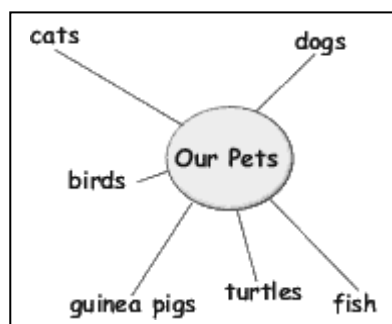 cats
dogs
Our Pets
birds
guinea pigs
turtles
fish